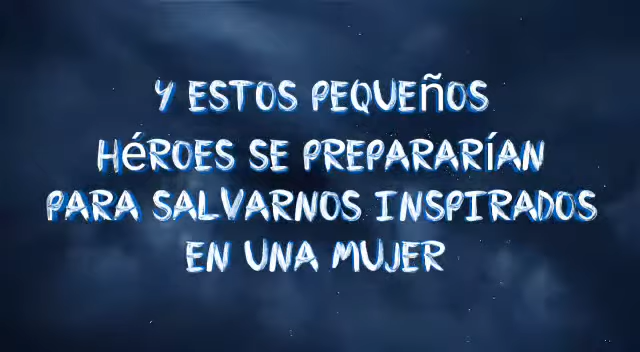 Y ESTOS PEQUEÑOS
HÉROES SE PREPARARÍAN
PARA SALVARNOS INSPIRADOS
EN UNA MUJER